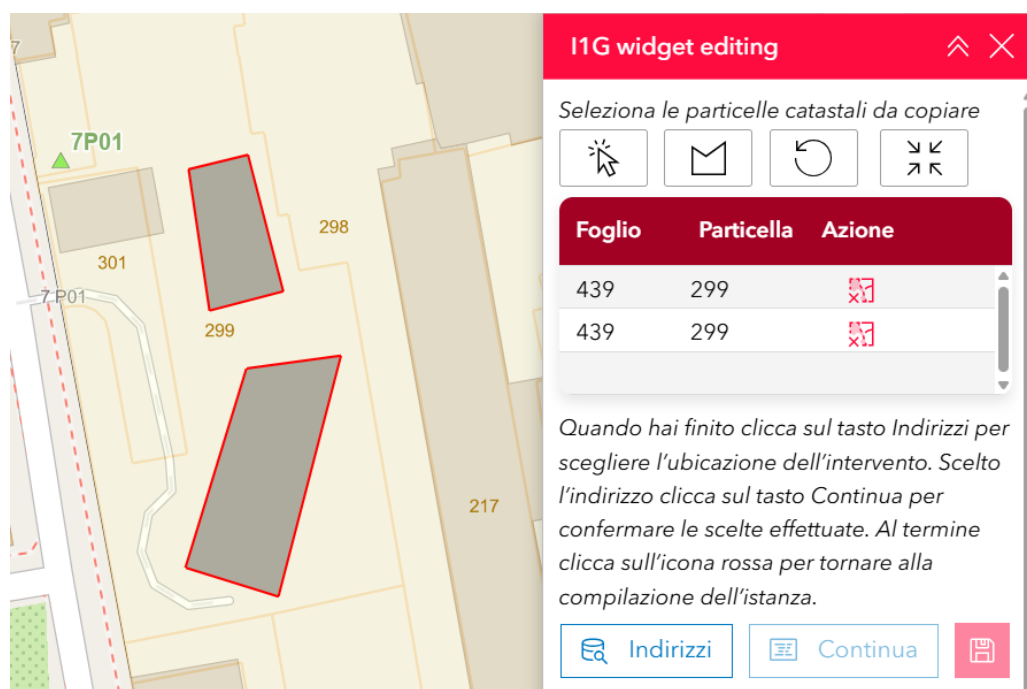 7
7P01
298
301
7 P01
299
217
I1G widget editing
Seleziona le particelle catastali da copiare
Foglio Particella Azione
439 299
439 299
Quando hai finito clicca sul tasto Indirizzi per
scegliere l'ubicazione dell'intervento. Scelto
l'indirizzo clicca sul tasto Continua per
confermare le scelte effettuate. Al termine
clicca sull'icona rossa per tornare alla
compilazione dell'istanza.
Indirizzi Continua